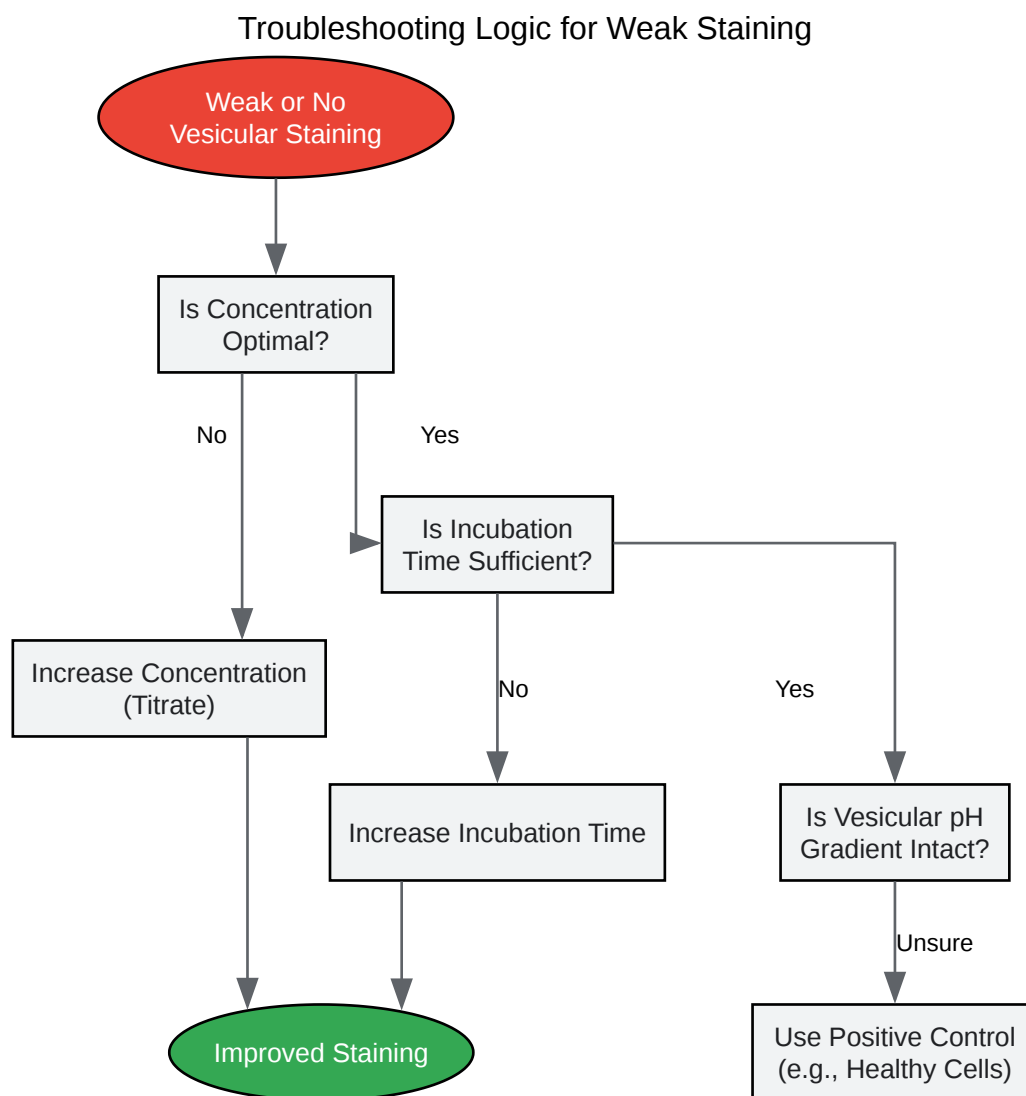 Troubleshooting Logic for Weak Staining
Weak or No
Vesicular Staining
Is Concentration
Optimal?
No
Yes
Is Incubation
Time Sufficient?
Increase Concentration
(Titrate)
No
Yes
Increase Incubation Time
Is Vesicular pH
Gradient Intact?
Unsure
Improved Staining
Use Positive Control
(e.g., Healthy Cells)